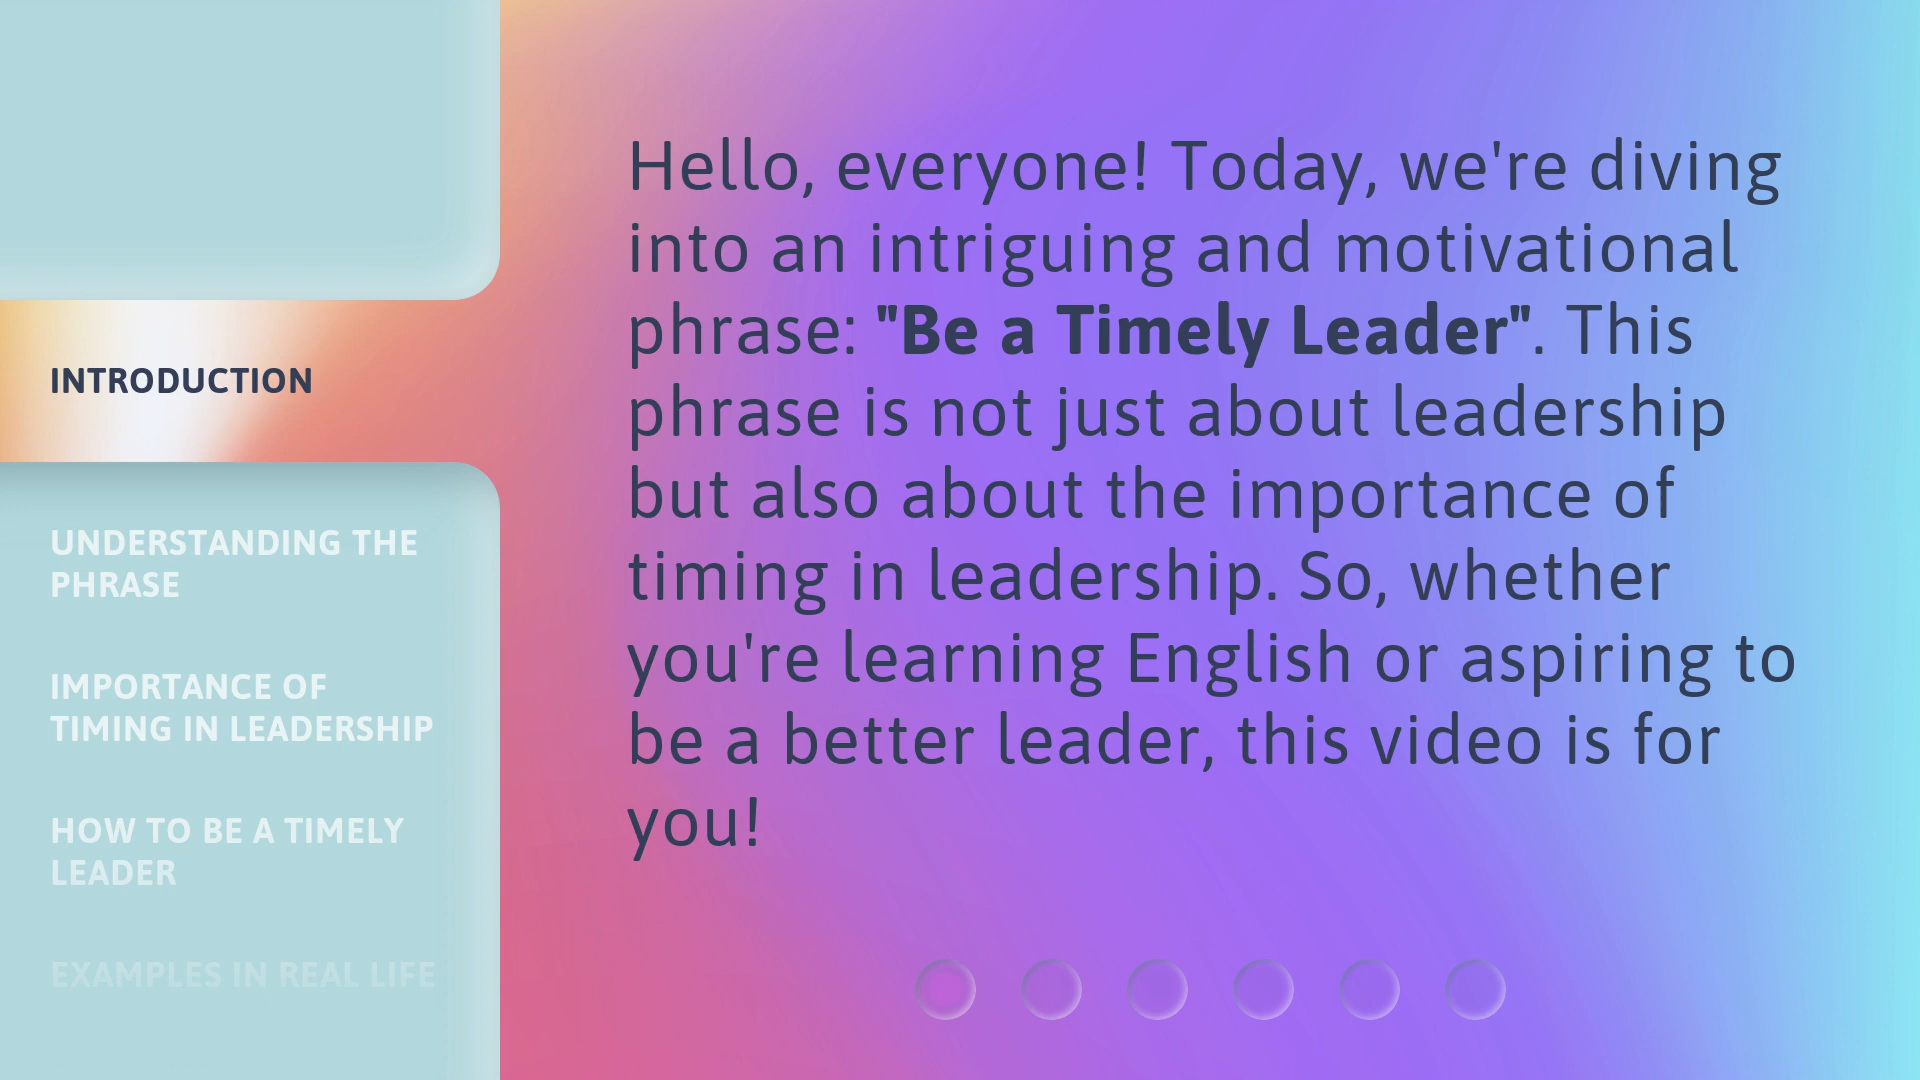 INTRODUCTION
UNDERSTANDING THE
PHRASE
IMPORTANCE OF
TIMING IN LEADERSHIP
HOW TO BE A TIMELY
LEADER
EXAMPLES IN REAL LIFE
Hello, everyone! Today, we're diving
into an intriguing and motivational
phrase: "Be a Timely Leader". This
phrase is not just about leadership
but also about the importance of
timing in leadership. So, whether
you're learning English or aspiring to
be a better leader, this video is for
you!